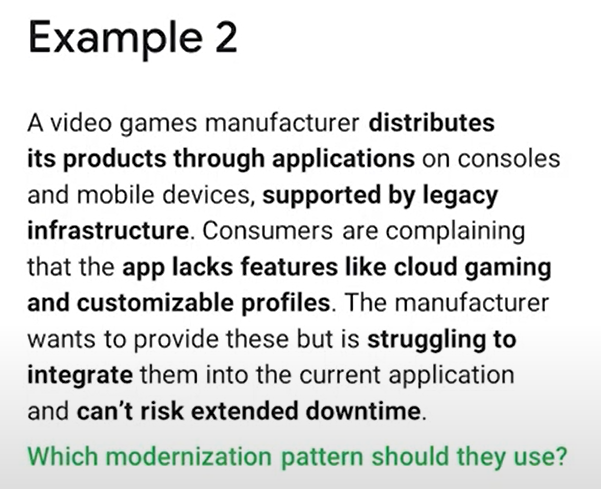 Example 2
A video games manufacturer distributes
its products through applications on consoles
and mobile devices, supported by legacy
infrastructure. Consumers are complaining
that the app lacks features like cloud gaming
and customizable profiles. The manufacturer
wants to provide these but is struggling to
integrate them into the current application
and can’t risk extended downtime.
Which modernization pattern should they use?